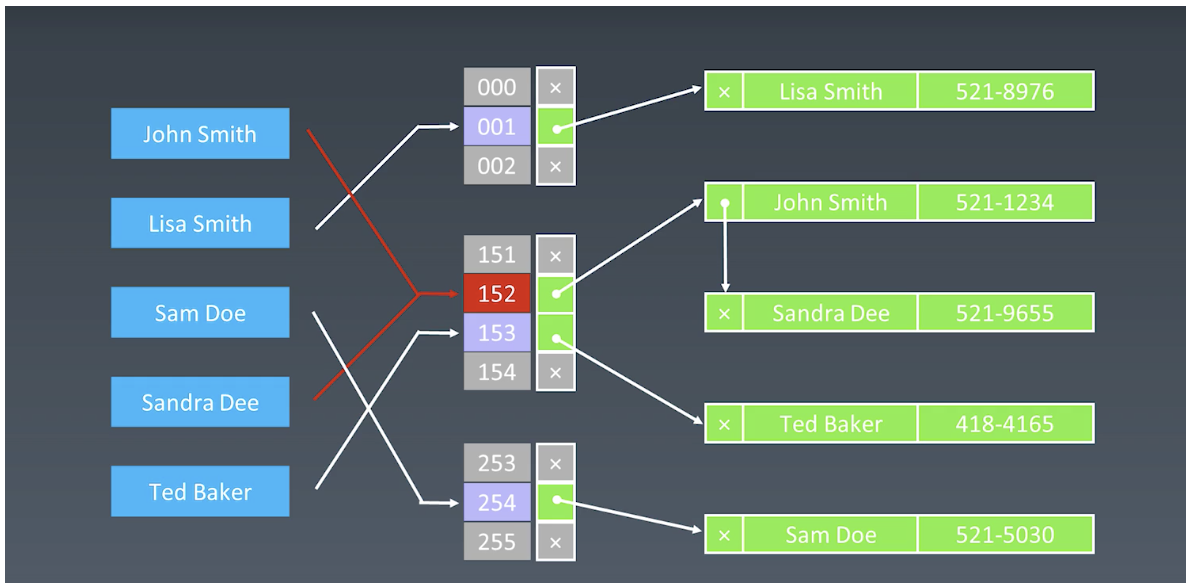 John Smith
Lisa Smith
Sam Doe
Sandra Dee
Ted Baker
000 ×
001
002 ×
151 ×
152
153
154 ×
253 ×
254
255 ×
× Lisa Smith 521-8976
John Smith 521-1234
× Sandra Dee 521-9655
× Ted Baker 418-4165
× Sam Doe 521-5030